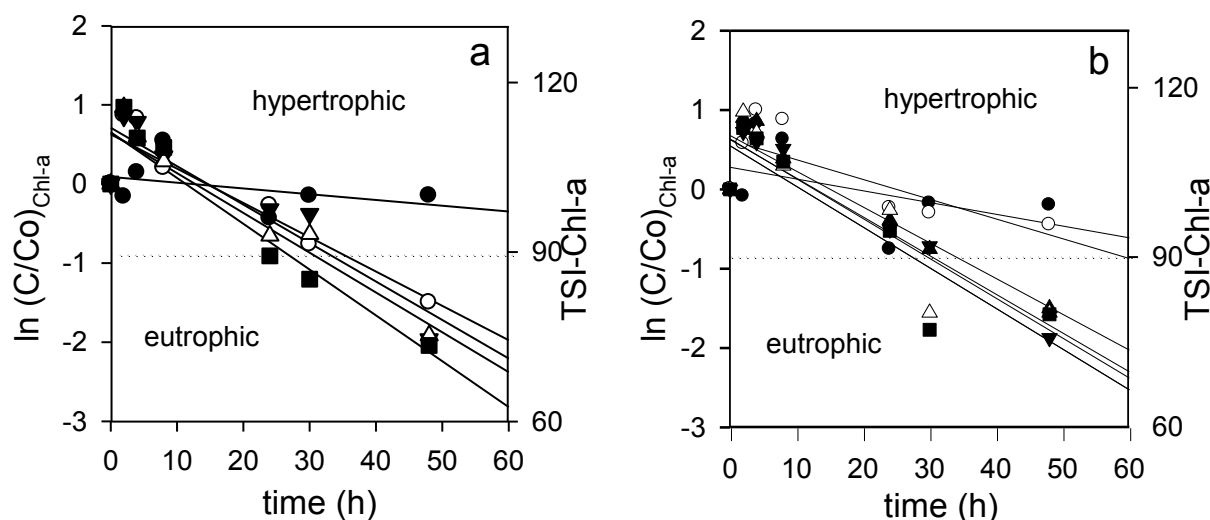 a
2
1
0
-1
-2
-3
ln (C/Co)Chl-a
hypertrophic
eutrophic
120
90
60
TSI-Chl-a
0 10 20 30 40 50 60
time (h)
b
2
1
0
-1
-2
-3
ln (C/Co)Chl-a
hypertrophic
eutrophic
120
90
60
TSI-Chl-a
0 10 20 30 40 50 60
time (h)